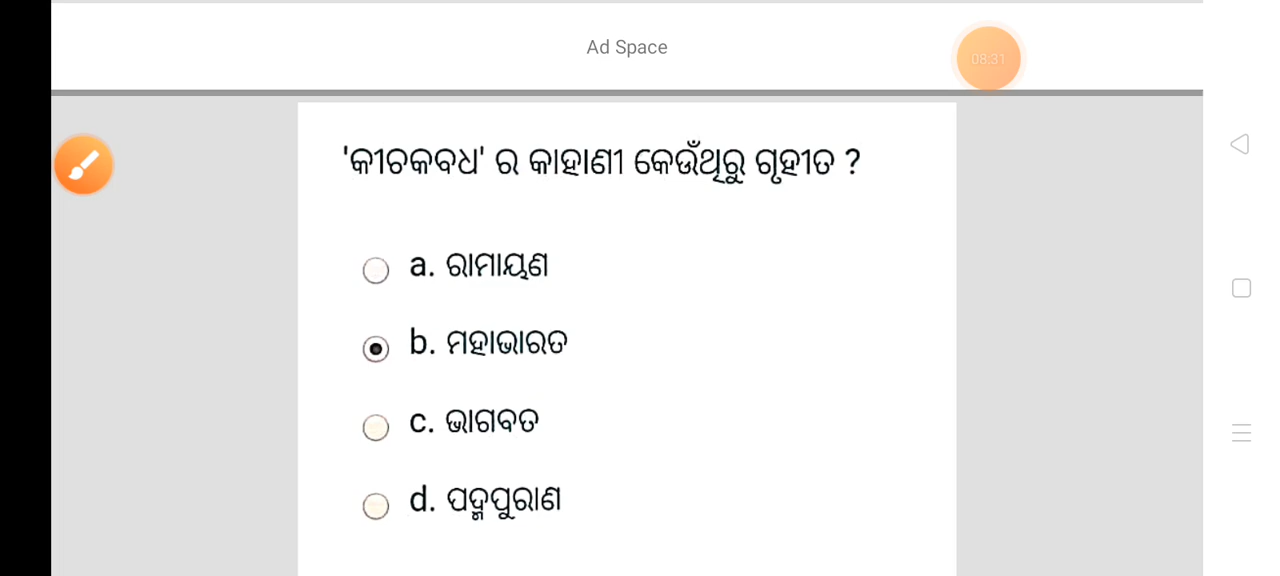 Ad Space
08:31
'କୀଚକବଧ' ର କାହାଣୀ କେଉଁଥିରୁ ଗୃହୀତ ?
a. ରାମାୟଣ
b. ମହାଭାରତ
c. ଭାଗବତ
d. ପଦ୍ମପୁରାଣ